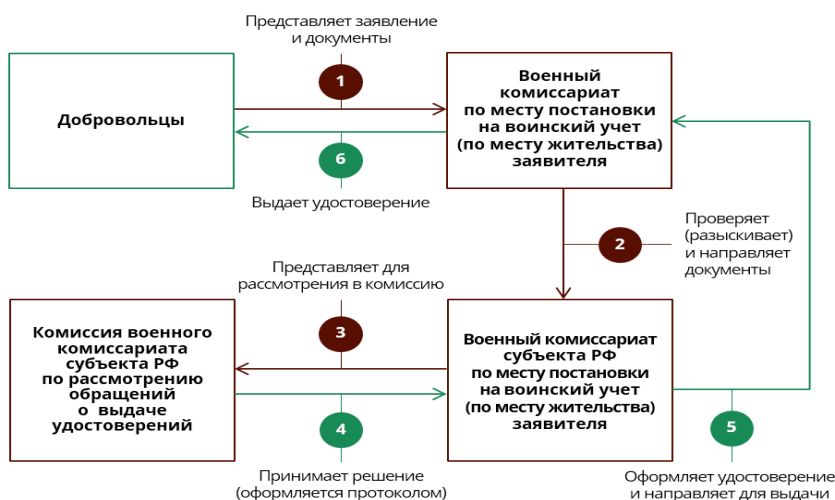 Представляет заявление
и документы
1
Добровольцы
Военный
комиссариат
по месту постановки
на воинский учет
(по месту жительства)
заявителя
6
Выдает удостоверение
2
Проверяет
(разыскивает)
и направляет
документы
Представляет для
рассмотрения в комиссию
3
Комиссия военного
комиссариата
субъекта РФ
по рассмотрению
обращений
о выдаче
удостоверений
Военный комиссариат
субъекта РФ
по месту постановки
на воинский учет
(по месту жительства)
заявителя
4
Принимает решение
(оформляется протоколом)
5
Оформляет удостоверение
и направляет для выдачи